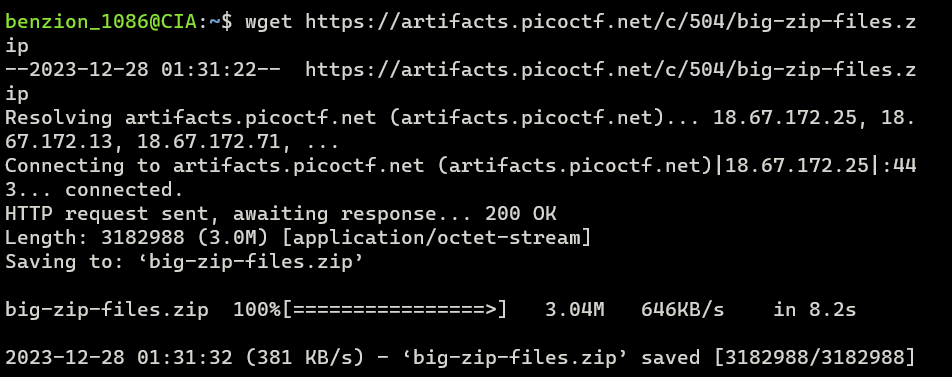 benzion_1086@CIA:~$ wget https://artifacts.picoctf.net/c/504/big-zip-files.z
ip
--2023-12-28 01:31:22--  https://artifacts.picoctf.net/c/504/big-zip-files.z
ip
Resolving artifacts.picoctf.net (artifacts.picoctf.net)... 18.67.172.25, 18.
67.172.13, 18.67.172.71, ...
Connecting to artifacts.picoctf.net (artifacts.picoctf.net)|18.67.172.25|:44
3... connected.
HTTP request sent, awaiting response... 200 OK
Length: 3182988 (3.0M) [application/octet-stream]
Saving to: ‘big-zip-files.zip’
big-zip-files.zip  100%[================>]   3.04M   646KB/s    in 8.2s
2023-12-28 01:31:32 (381 KB/s) - ‘big-zip-files.zip’ saved [3182988/3182988]